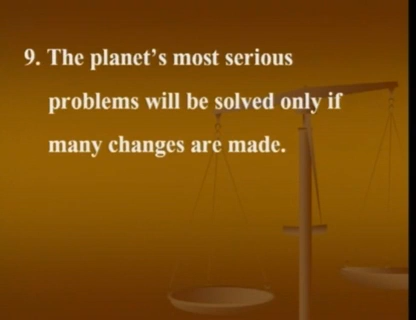 9. The planet's most serious
problems will be solved only if
many changes are made.